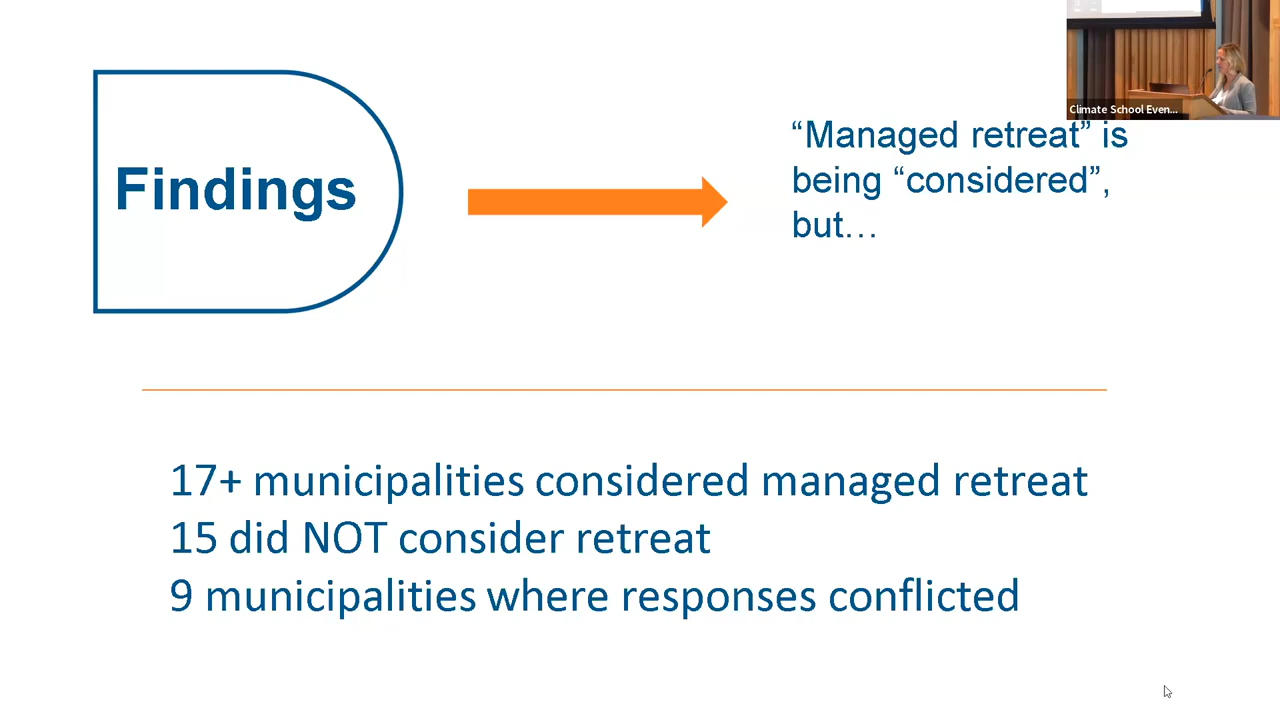 Climate School Even...
Findings
“Managed retreat” is
being “considered”,
but…
17+ municipalities considered managed retreat
15 did NOT consider retreat
9 municipalities where responses conflicted